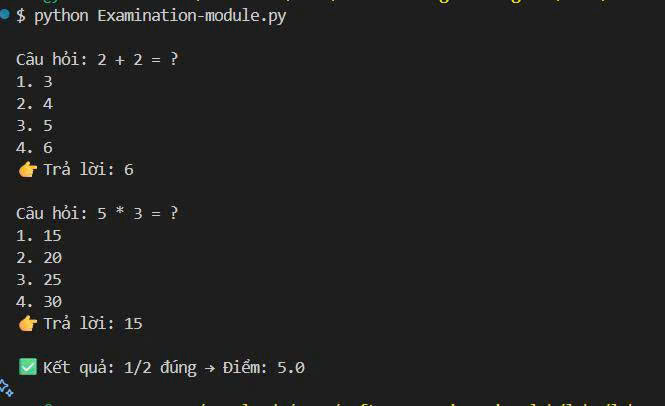 $ python Examination-module.py
Câu hỏi: 2 + 2 = ?
1. 3
2. 4
3. 5
4. 6
👉 Trả lời: 6
Câu hỏi: 5 * 3 = ?
1. 15
2. 20
3. 25
4. 30
👉 Trả lời: 15
✅ Kết quả: 1/2 đúng → Điểm: 5.0